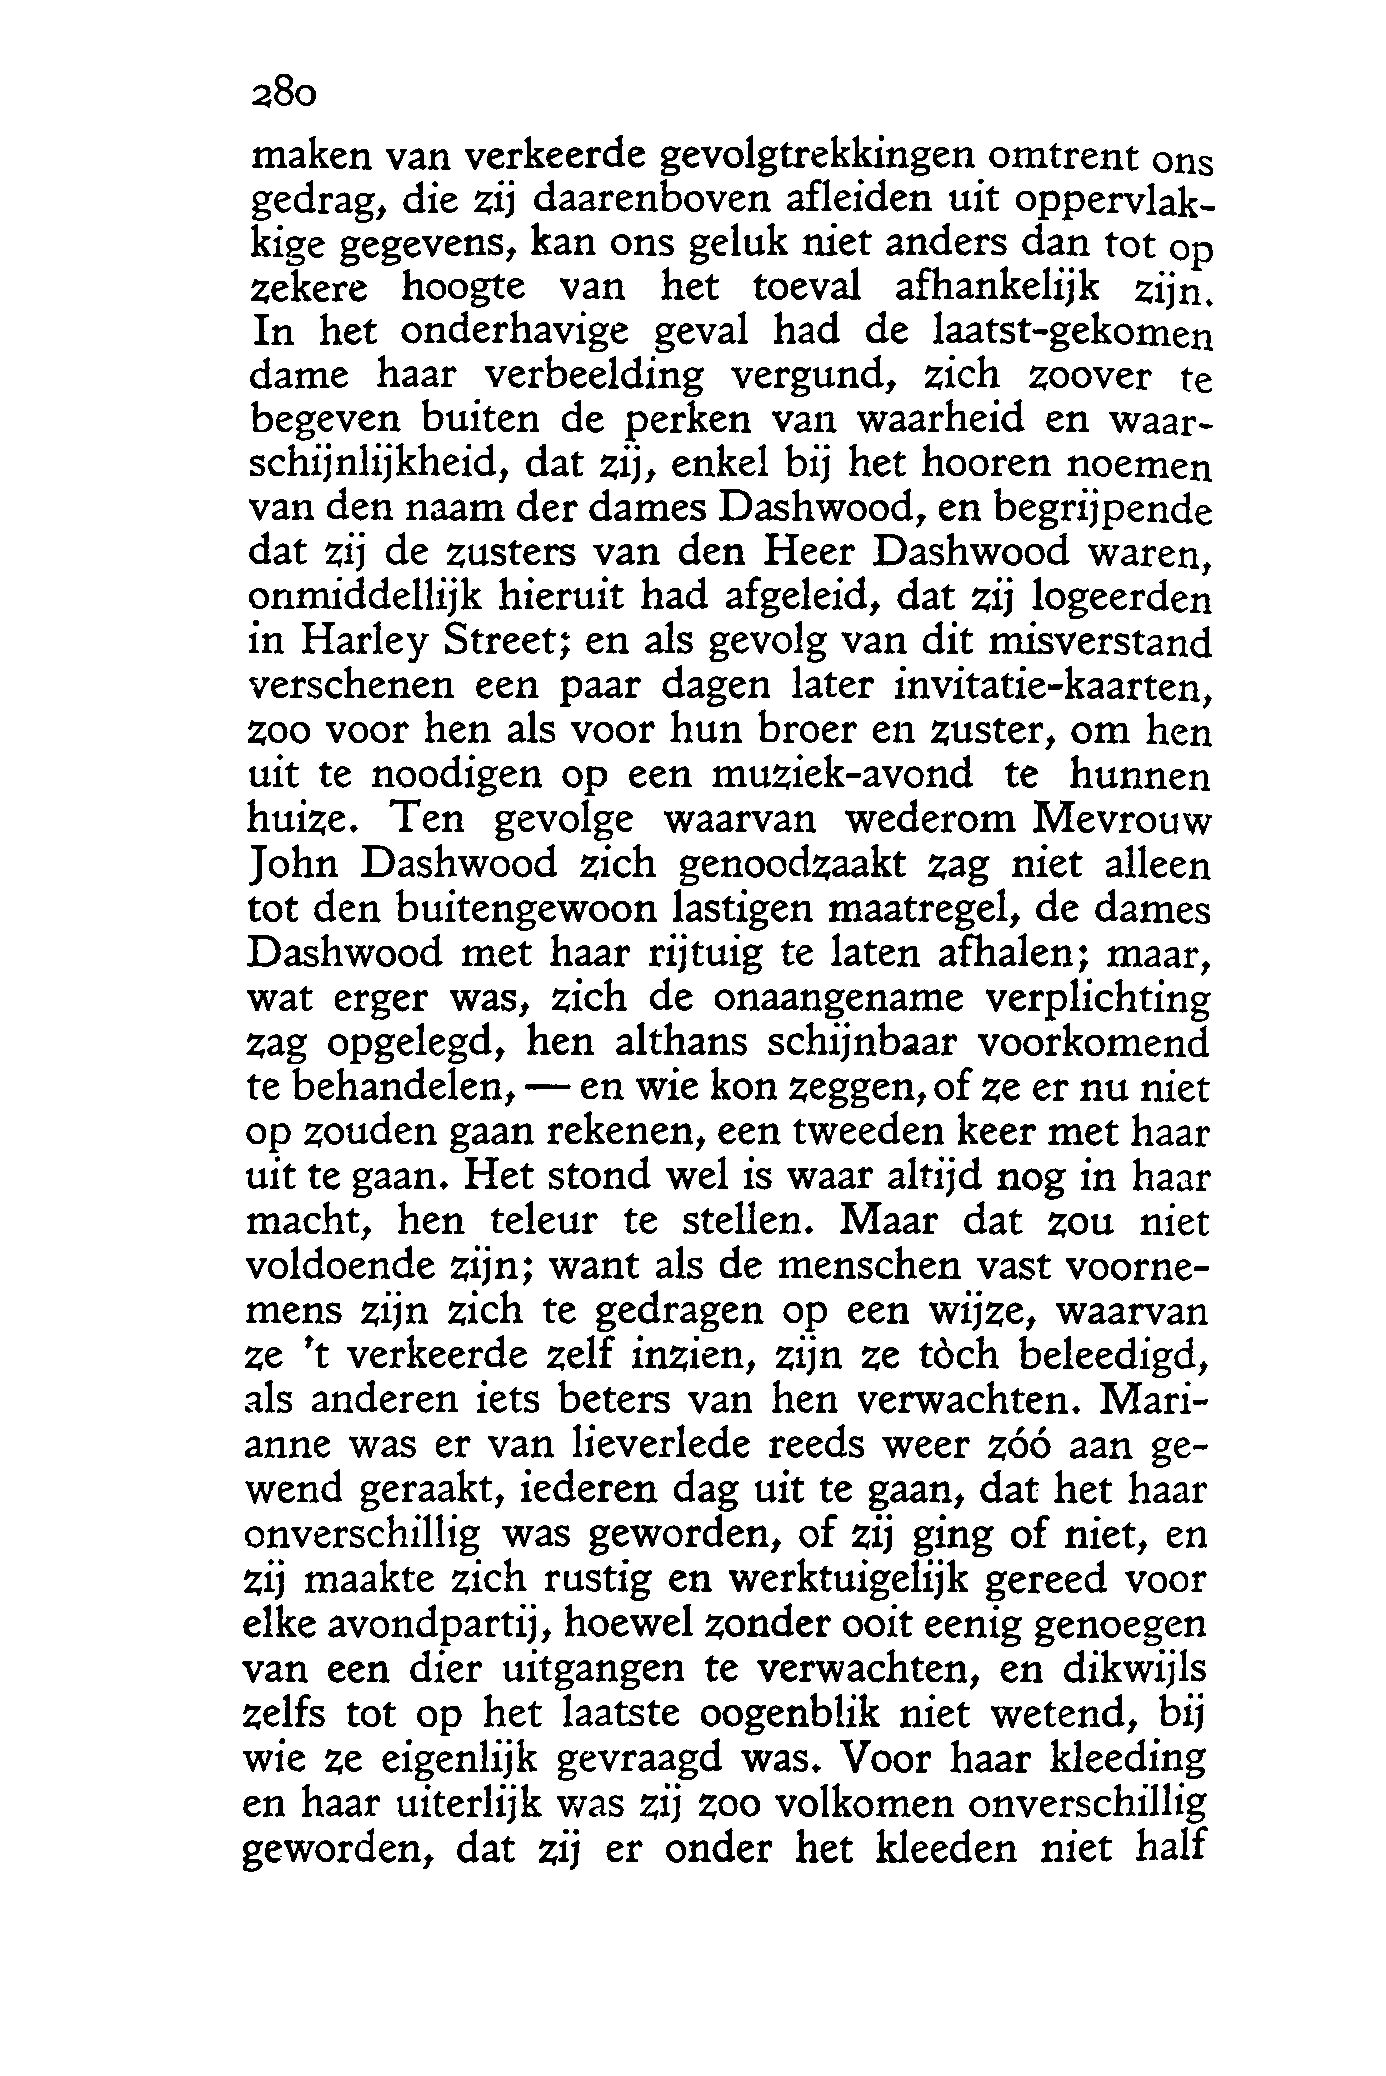 280
maken van verkeerde gevolgtrekkingen omtrent ons
gedrag, die zij daarenboven afleiden uit oppervlak-
kige gegevens, kan ons geluk niet anders dan tot op
zekere hoogte van het toeval afhankelijk zijn.
In het onderhavige geval had de laatst-gekomen
dame haar verbeelding vergund, zich zoover te
begeven buiten de perken van waarheid en waar-
schijnlijkheid, dat zij, enkel bij het hooren noemen
van den naam der dames Dashwood, en begrijpende
dat zij de zusters van den Heer Dashwood waren,
onmiddellijk hieruit had afgeleid, dat zij logeerden
in Harley Street; en als gevolg van dit misverstand
verschenen een paar dagen later invitatie-kaarten,
zoo voor hen als voor hun broer en zuster, om hen
uit te noodigen op een muziek-avond te hunnen
huize. Ten gevolge waarvan wederom Mevrouw
John Dashwood zich genoodzaakt zag niet alleen
tot den buitengewoon lastigen maatregel, de dames
Dashwood met haar rijtuig te laten afhalen; maar,
wat erger was, zich de onaangename verplichting
zag opgelegd, hen althans schijnbaar voorkomend
te behandelen, — en wie kon zeggen, of ze er nu niet
op zouden gaan rekenen, een tweeden keer met haar
uit te gaan. Het stond wel is waar altijd nog in haar
macht, hen teleur te stellen. Maar dat zou niet
voldoende zijn; want als de menschen vast voorne-
mens zijn zich te gedragen op een wijze, waarvan
ze 't verkeerde zelf inzien, zijn ze tòch beleedigd,
als anderen iets beters van hen verwachten. Mari-
anne was er van lieverlede reeds weer zóó aan ge-
wend geraakt, iederen dag uit te gaan, dat het haar
onverschillig was geworden, of zij ging of niet, en
zij maakte zich rustig en werktuigelijk gereed voor
elke avondpartij, hoewel zonder ooit eenig genoegen
van een dier uitgangen te verwachten, en dikwijls
zelfs tot op het laatste oogenblik niet wetend, bij
wie ze eigenlijk gevraagd was. Voor haar kleeding
en haar uiterlijk was zij zoo volkomen onverschillig
geworden, dat zij er onder het kleeden niet half